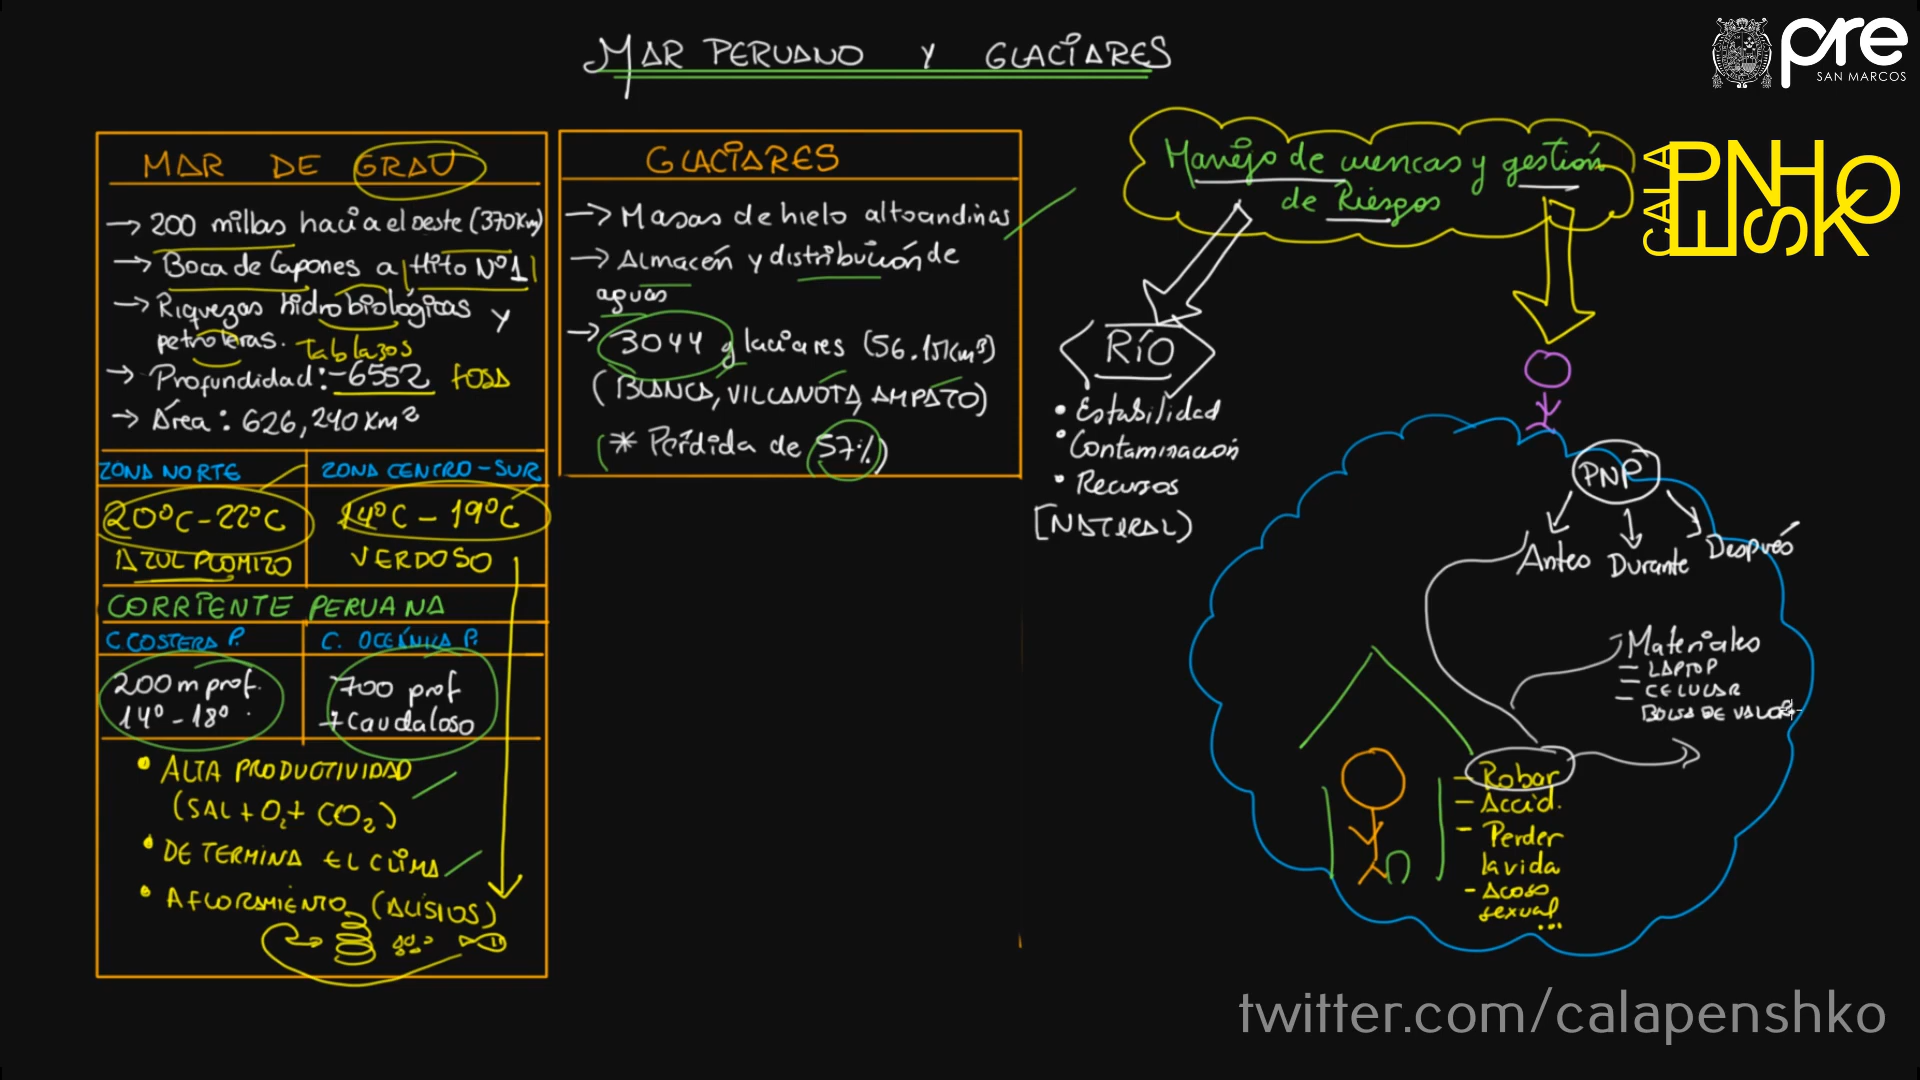 MAR PERUANO Y GLACIARES
pre
SAN MARCOS
CALA
PNHO
ESK
MAR DE GRAU
→ 200 millas hacia el oeste (370Km)
→ Boca de Capones a Hito Nº1
→ Riquezas hidrobiológicas y
petroleras. Tablazos
→ Profundidad: -6552 FOSA
→ Área: 626,240 KM²
ZONA NORTE
ZONA CENTRO-SUR
20°C-22°C
14°C - 19°C
AZUL PLOMIZO
VERDOSO
CORRIENTE PERUANA
C. COSTERA P.
C. OCEÁNICA P.
200 m prof.
14° - 18°
700 prof
+Caudaloso
• ALTA PRODUCTIVIDAD
(SAL + O₂ + CO₂)
• DETERMINA EL CLIMA
• AFLORAMIENTO (ALISIOS)
GLACIARES
→ Masas de hielo altoandinas
→ Almacén y distribución de
aguas
→ 3044 glaciares (56.15Km³)
(BLANCA, VILCANOTA, AMPATO)
(* Pérdida de 57%)
Manejo de cuencas y gestión
de Riesgos
RÍO
• Estabilidad
• Contaminación
• Recursos
[NATURAL)
PNP
Antes Durante Después
Materiales
- LAPTOP
- CELULAR
- BOLSA DE VALOR
- Robar
- Accid.
- Perder
la vida
- Acoso
sexual
...
twitter.com/calapenshko